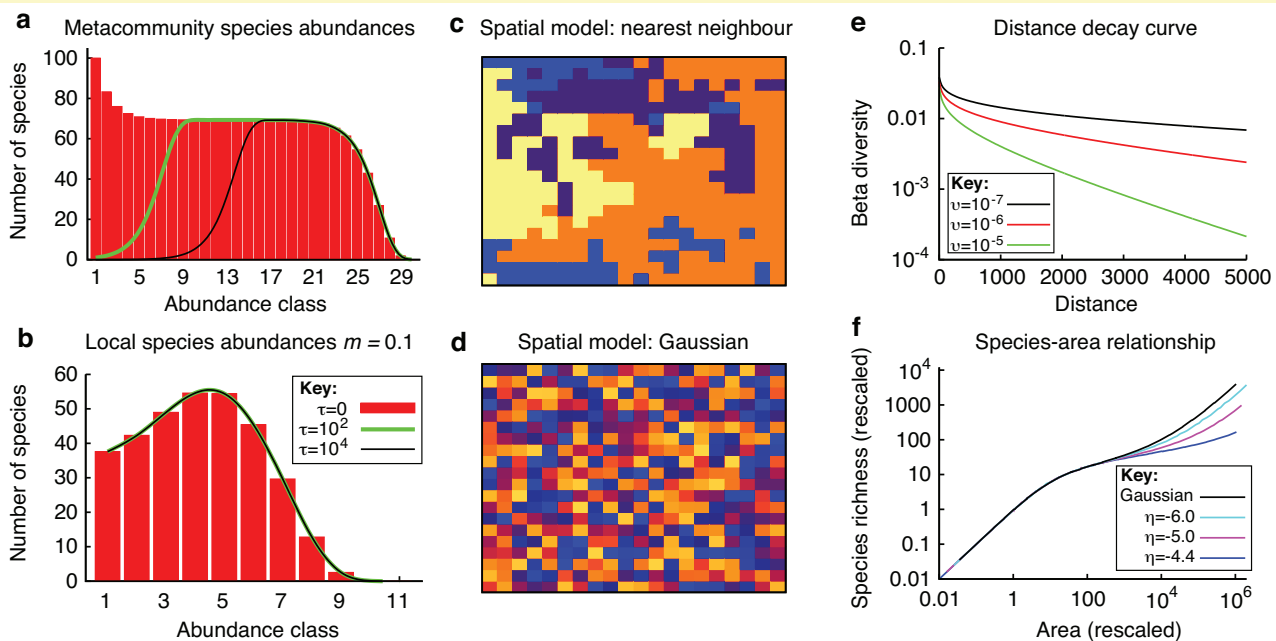 a Metacommunity species abundances
Number of species
100
80
60
40
20
0
1 5 9 13 17 21 25 29
Abundance class
b Local species abundances m = 0.1
Number of species
60
50
40
30
20
10
0
Key:
τ=0
τ=10²
τ=10⁴
1 3 5 7 9 11
Abundance class
c Spatial model: nearest neighbour
d Spatial model: Gaussian
e Distance decay curve
Beta diversity
0.1
0.01
10⁻³
10⁻⁴
Key:
υ=10⁻⁷
υ=10⁻⁶
υ=10⁻⁵
0 1000 2000 3000 4000 5000
Distance
f Species-area relationship
Species richness (rescaled)
10⁴
1000
100
10
1
0.1
0.01
Key:
Gaussian
η=-6.0
η=-5.0
η=-4.4
0.01 1 100 10⁴ 10⁶
Area (rescaled)